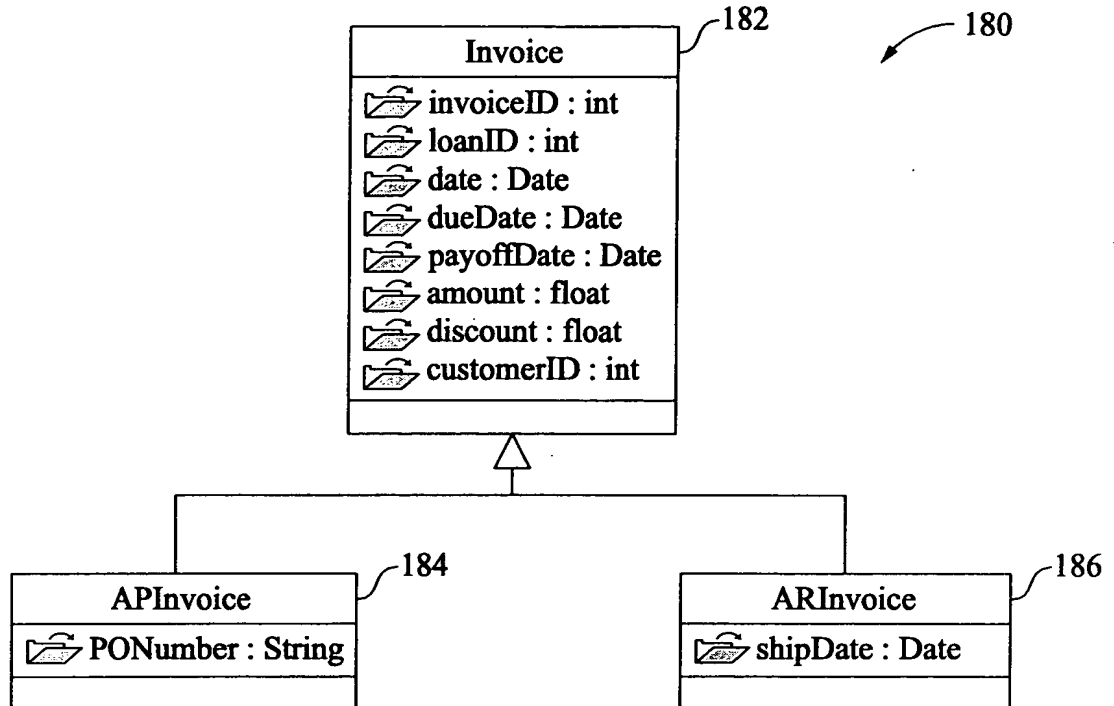 182
180
Invoice
invoiceID : int
loanID : int
date : Date
dueDate : Date
payoffDate : Date
amount : float
discount : float
customerID : int
184
APInvoice
PONumber : String
186
ARInvoice
shipDate : Date